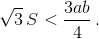 √3 S < 3ab/4 .